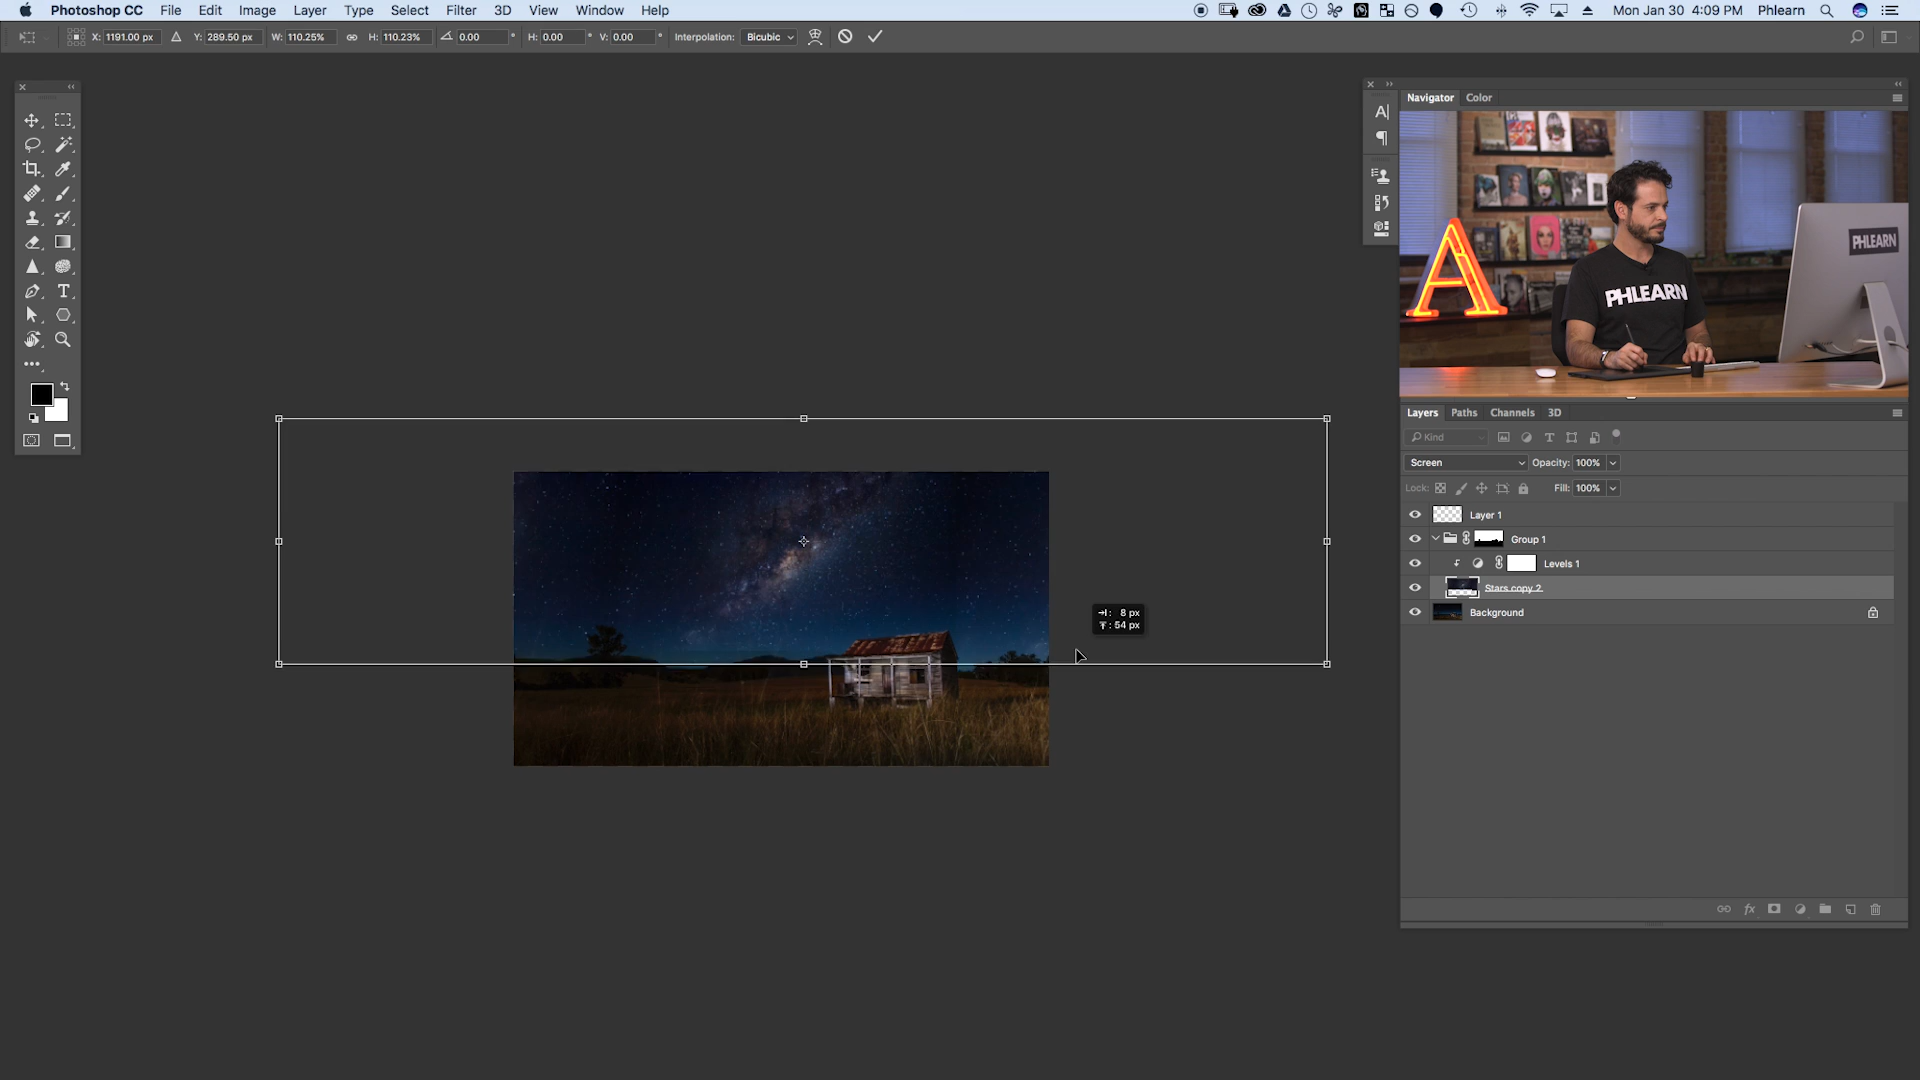 Photoshop CC File Edit Image Layer Type Select Filter 3D View Window Help Mon Jan 30 4:09 PM Phlearn
X: 1191.00 px Y: 289.50 px W: 110.25% H: 110.23% 0.00 ° H: 0.00 ° V: 0.00 ° Interpolation: Bicubic
Navigator Color
PHLEARN
PHLEARN
A
Layers Paths Channels 3D
Kind
Screen Opacity: 100%
Lock: Fill: 100%
Layer 1
Group 1
Levels 1
Stars copy 2
Background
8 px
54 px